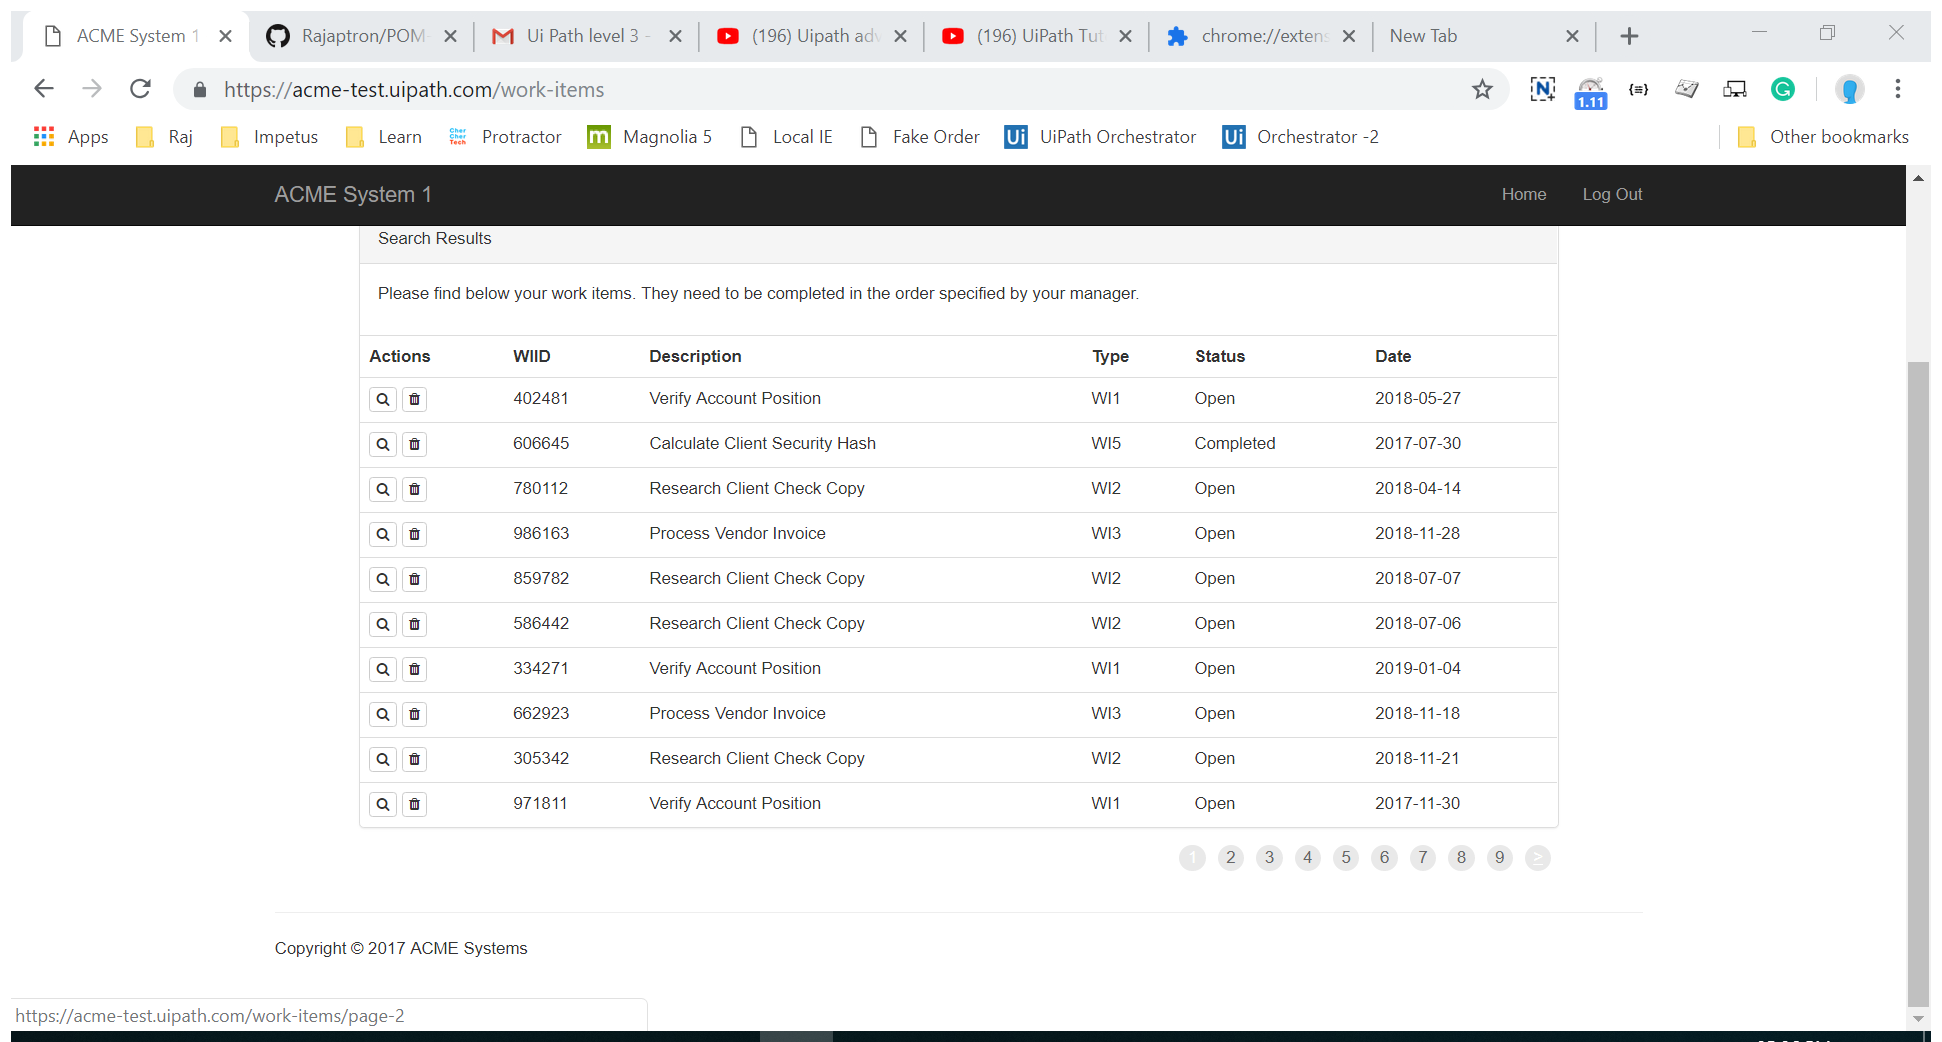 ACME System 1 Rajaptron/POM- Ui Path level 3 - (196) Uipath adv (196) UiPath Tut chrome://extens New Tab
https://acme-test.uipath.com/work-items 1.11
Apps Raj Impetus Learn Cher Cher Tech Protractor Magnolia 5 Local IE Fake Order UiPath Orchestrator Orchestrator -2 Other bookmarks
ACME System 1 Home Log Out
Search Results
Please find below your work items. They need to be completed in the order specified by your manager.
Actions WIID Description Type Status Date
402481 Verify Account Position WI1 Open 2018-05-27
606645 Calculate Client Security Hash WI5 Completed 2017-07-30
780112 Research Client Check Copy WI2 Open 2018-04-14
986163 Process Vendor Invoice WI3 Open 2018-11-28
859782 Research Client Check Copy WI2 Open 2018-07-07
586442 Research Client Check Copy WI2 Open 2018-07-06
334271 Verify Account Position WI1 Open 2019-01-04
662923 Process Vendor Invoice WI3 Open 2018-11-18
305342 Research Client Check Copy WI2 Open 2018-11-21
971811 Verify Account Position WI1 Open 2017-11-30
1 2 3 4 5 6 7 8 9 >
Copyright © 2017 ACME Systems
https://acme-test.uipath.com/work-items/page-2